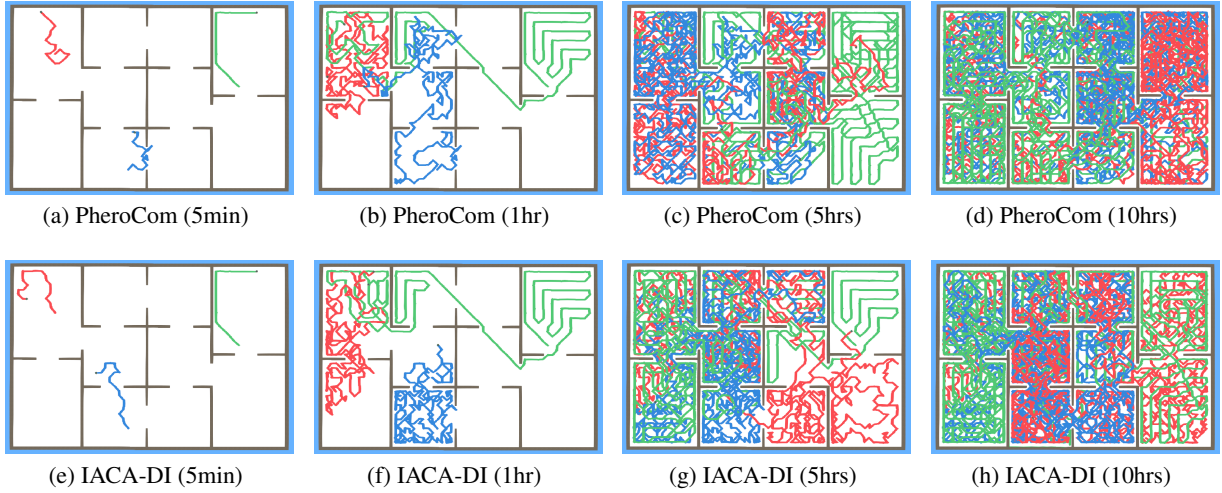 (a) PheroCom (5min)
(b) PheroCom (1hr)
(c) PheroCom (5hrs)
(d) PheroCom (10hrs)
(e) IACA-DI (5min)
(f) IACA-DI (1hr)
(g) IACA-DI (5hrs)
(h) IACA-DI (10hrs)